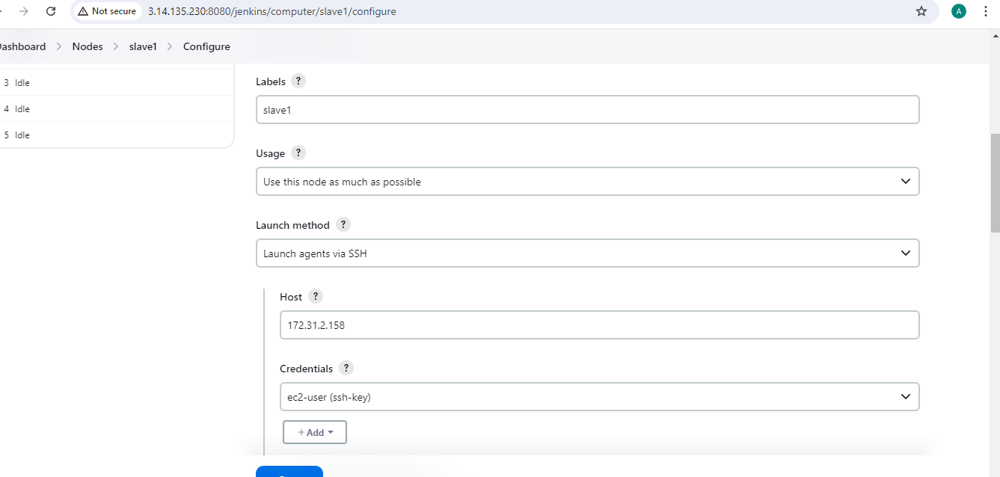 Not secure 3.14.135.230:8080/jenkins/computer/slave1/configure A
Dashboard > Nodes > slave1 > Configure
3 Idle
4 Idle
5 Idle
Labels ?
slave1
Usage ?
Use this node as much as possible
Launch method ?
Launch agents via SSH
Host ?
172.31.2.158
Credentials ?
ec2-user (ssh-key)
+ Add